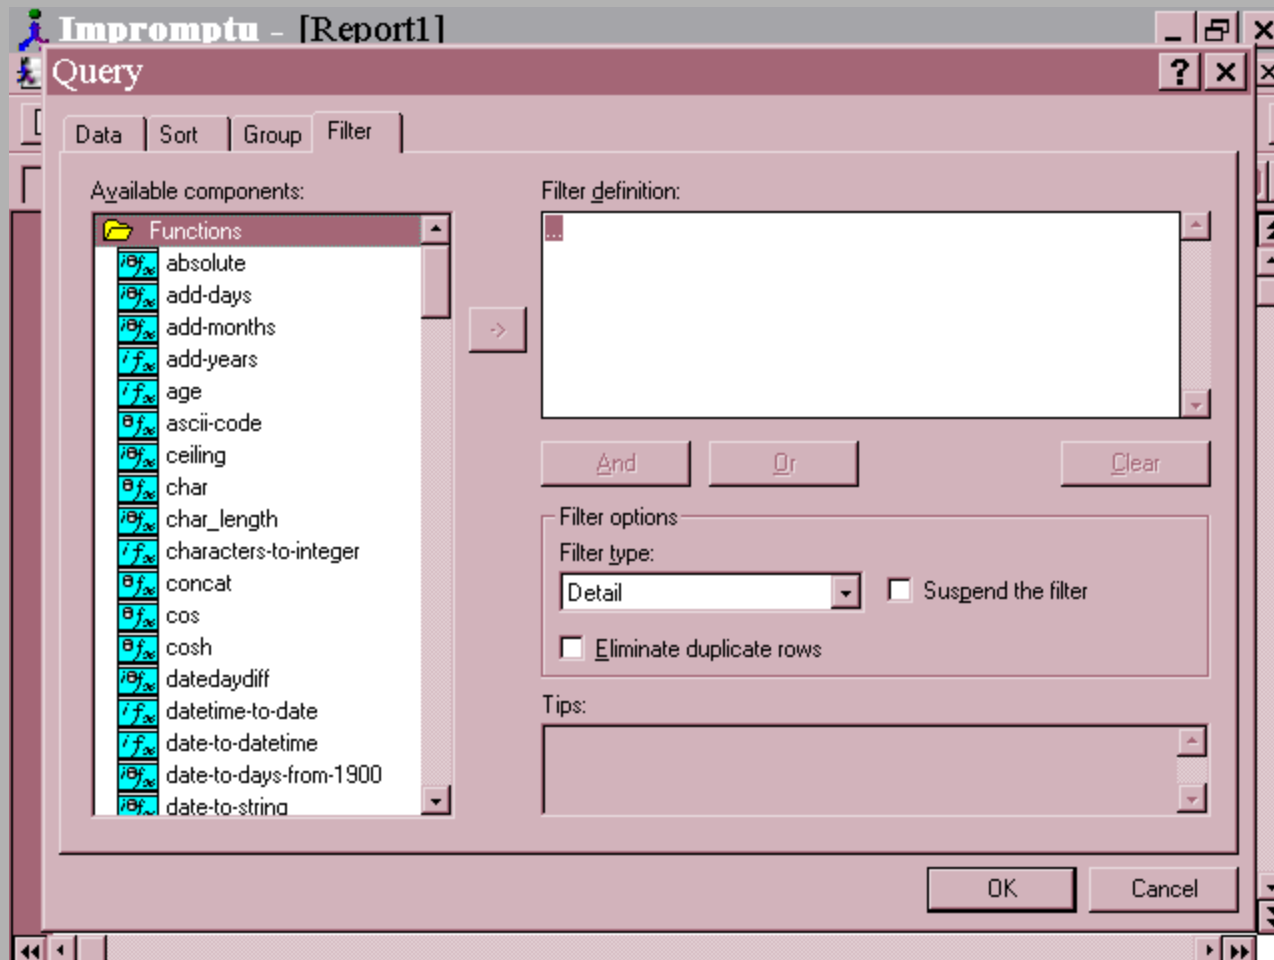 Impromptu - [Report1]
Query
Data Sort Group Filter
Available components:
Functions
absolute
add-days
add-months
add-years
age
ascii-code
ceiling
char
char_length
characters-to-integer
concat
cos
cosh
datedaydiff
datetime-to-date
date-to-datetime
date-to-days-from-1900
date-to-string
->
Filter definition:
...
And Or Clear
Filter options
Filter type:
Detail
Suspend the filter
Eliminate duplicate rows
Tips:
OK Cancel